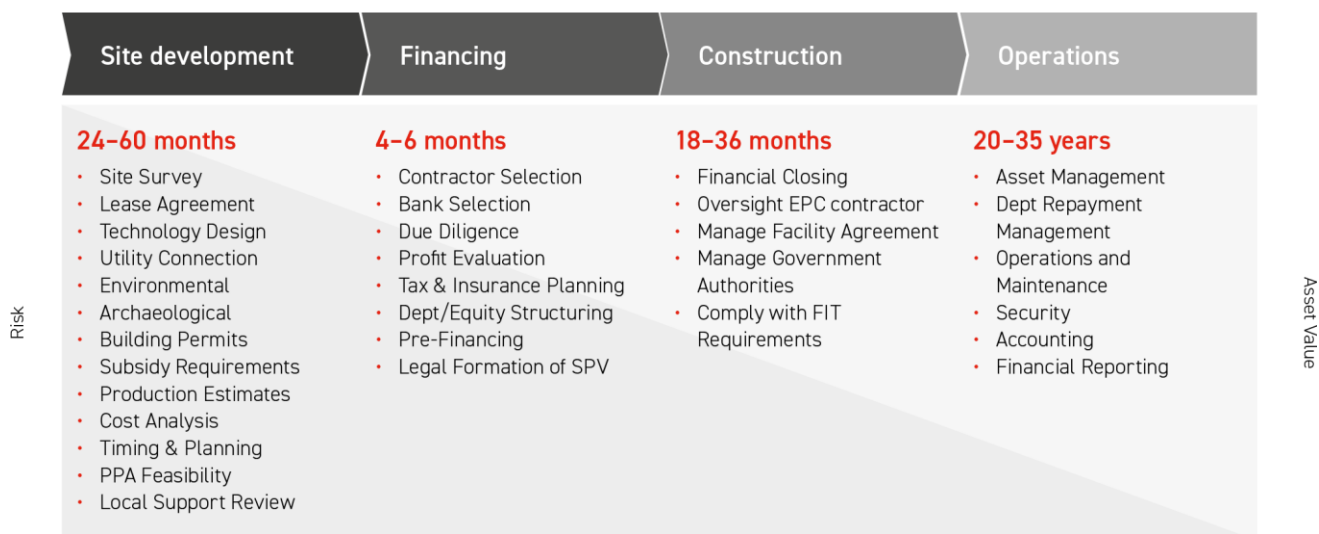 Site development
Financing
Construction
Operations
Risk
24–60 months
• Site Survey
• Lease Agreement
• Technology Design
• Utility Connection
• Environmental
• Archaeological
• Building Permits
• Subsidy Requirements
• Production Estimates
• Cost Analysis
• Timing & Planning
• PPA Feasibility
• Local Support Review
4–6 months
• Contractor Selection
• Bank Selection
• Due Diligence
• Profit Evaluation
• Tax & Insurance Planning
• Dept/Equity Structuring
• Pre-Financing
• Legal Formation of SPV
18–36 months
• Financial Closing
• Oversight EPC contractor
• Manage Facility Agreement
• Manage Government
Authorities
• Comply with FIT
Requirements
20–35 years
• Asset Management
• Dept Repayment
Management
• Operations and
Maintenance
• Security
• Accounting
• Financial Reporting
Asset Value